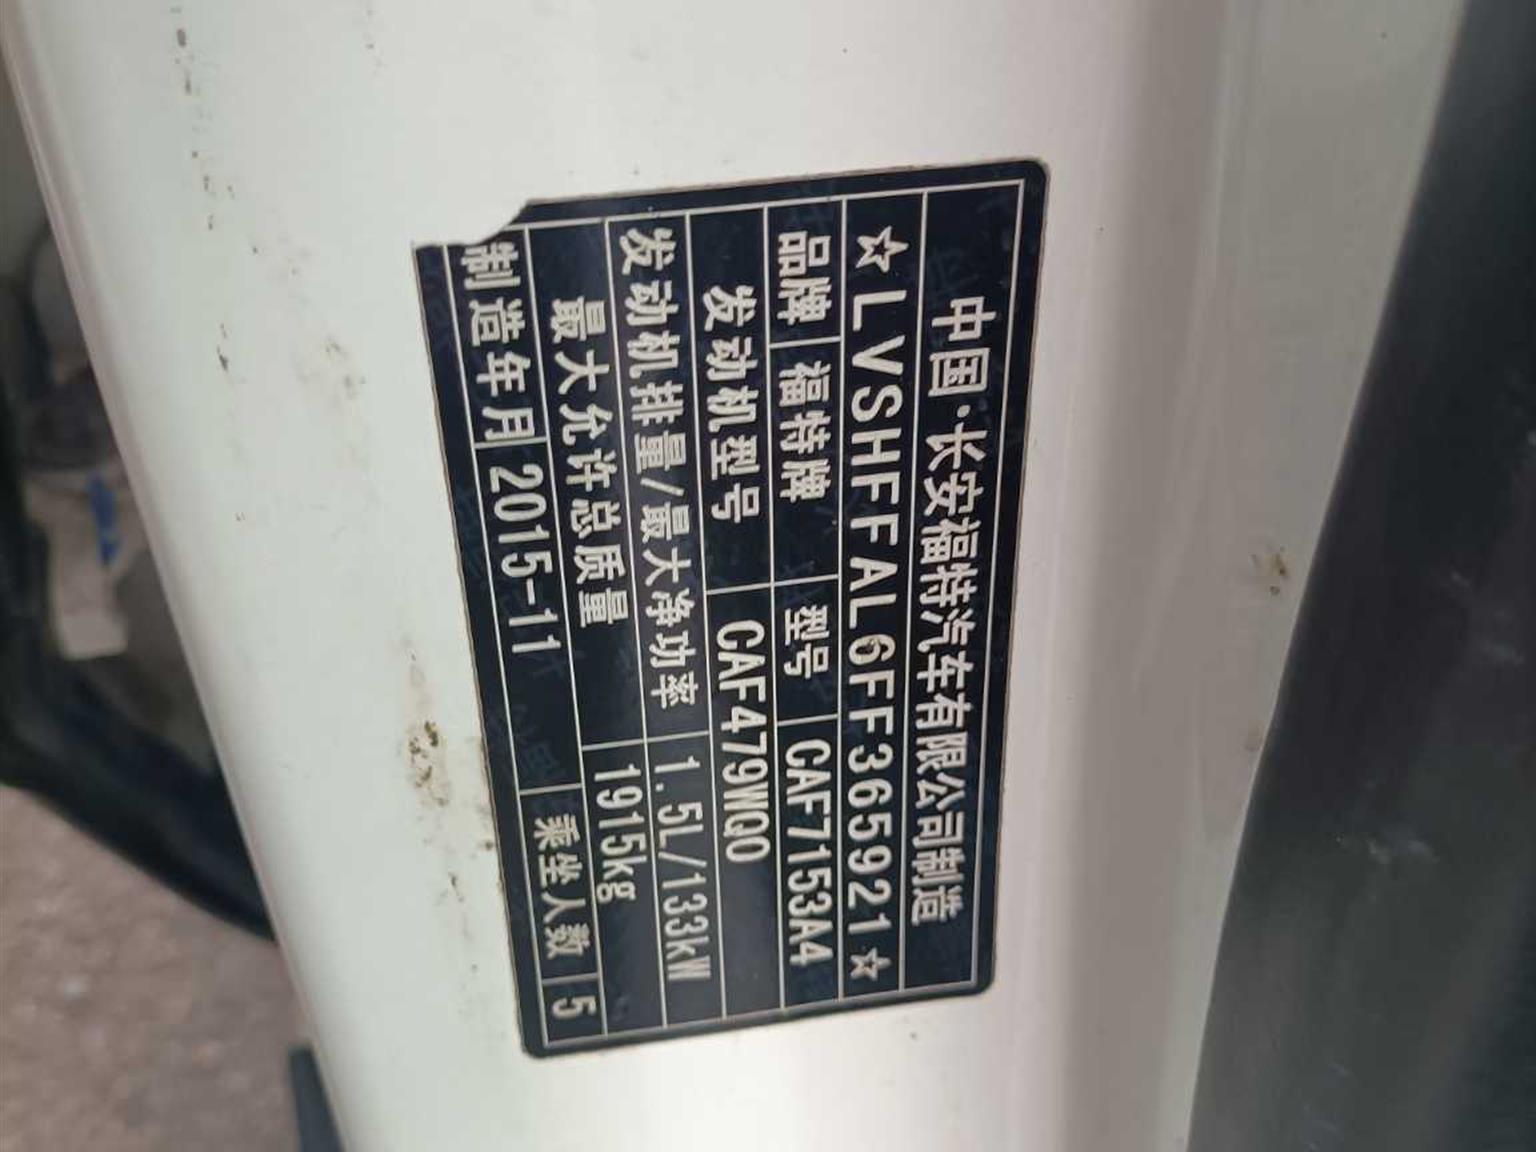 中国·长安福特汽车有限公司制造
☆LVSHFFAL6FF365921☆
品牌 福特牌 型号 CAF7153A4
发动机型号 CAF479WQ0
发动机排量/最大净功率 1.5L/133kW
最大允许总质量 1915kg
制造年月 2015-11 乘坐人数 5